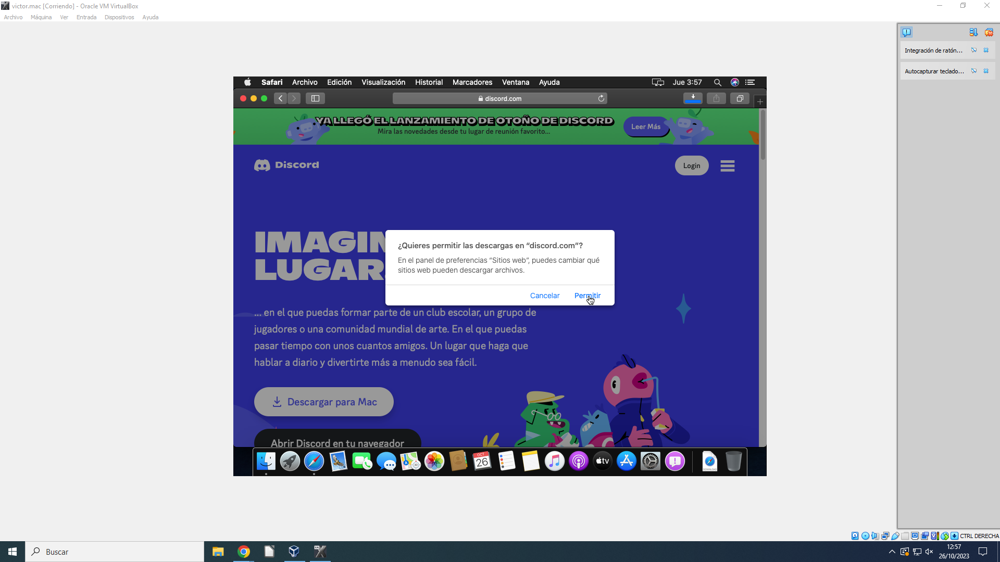 victor.mac [Corriendo] - Oracle VM VirtualBox
Archivo Máquina Ver Entrada Dispositivos Ayuda
Integración de ratón...
Autocapturar teclado...
Safari Archivo Edición Visualización Historial Marcadores Ventana Ayuda Jue 3:57
discord.com
YA LLEGÓ EL LANZAMIENTO DE OTOÑO DE DISCORD
Mira las novedades desde tu lugar de reunión favorito...
Leer Más
Discord
Login
IMAGIN
LUGAR
¿Quieres permitir las descargas en “discord.com”?
En el panel de preferencias “Sitios web”, puedes cambiar qué
sitios web pueden descargar archivos.
Cancelar Permitir
... en el que puedas formar parte de un club escolar, un grupo de
jugadores o una comunidad mundial de arte. En el que puedas
pasar tiempo con unos cuantos amigos. Un lugar que haga que
hablar a diario y divertirte más a menudo sea fácil.
Descargar para Mac
Abrir Discord en tu navegador
OCT
26
tv
DOWNLOAD
CTRL DERECHA
Buscar
64
12:57
26/10/2023